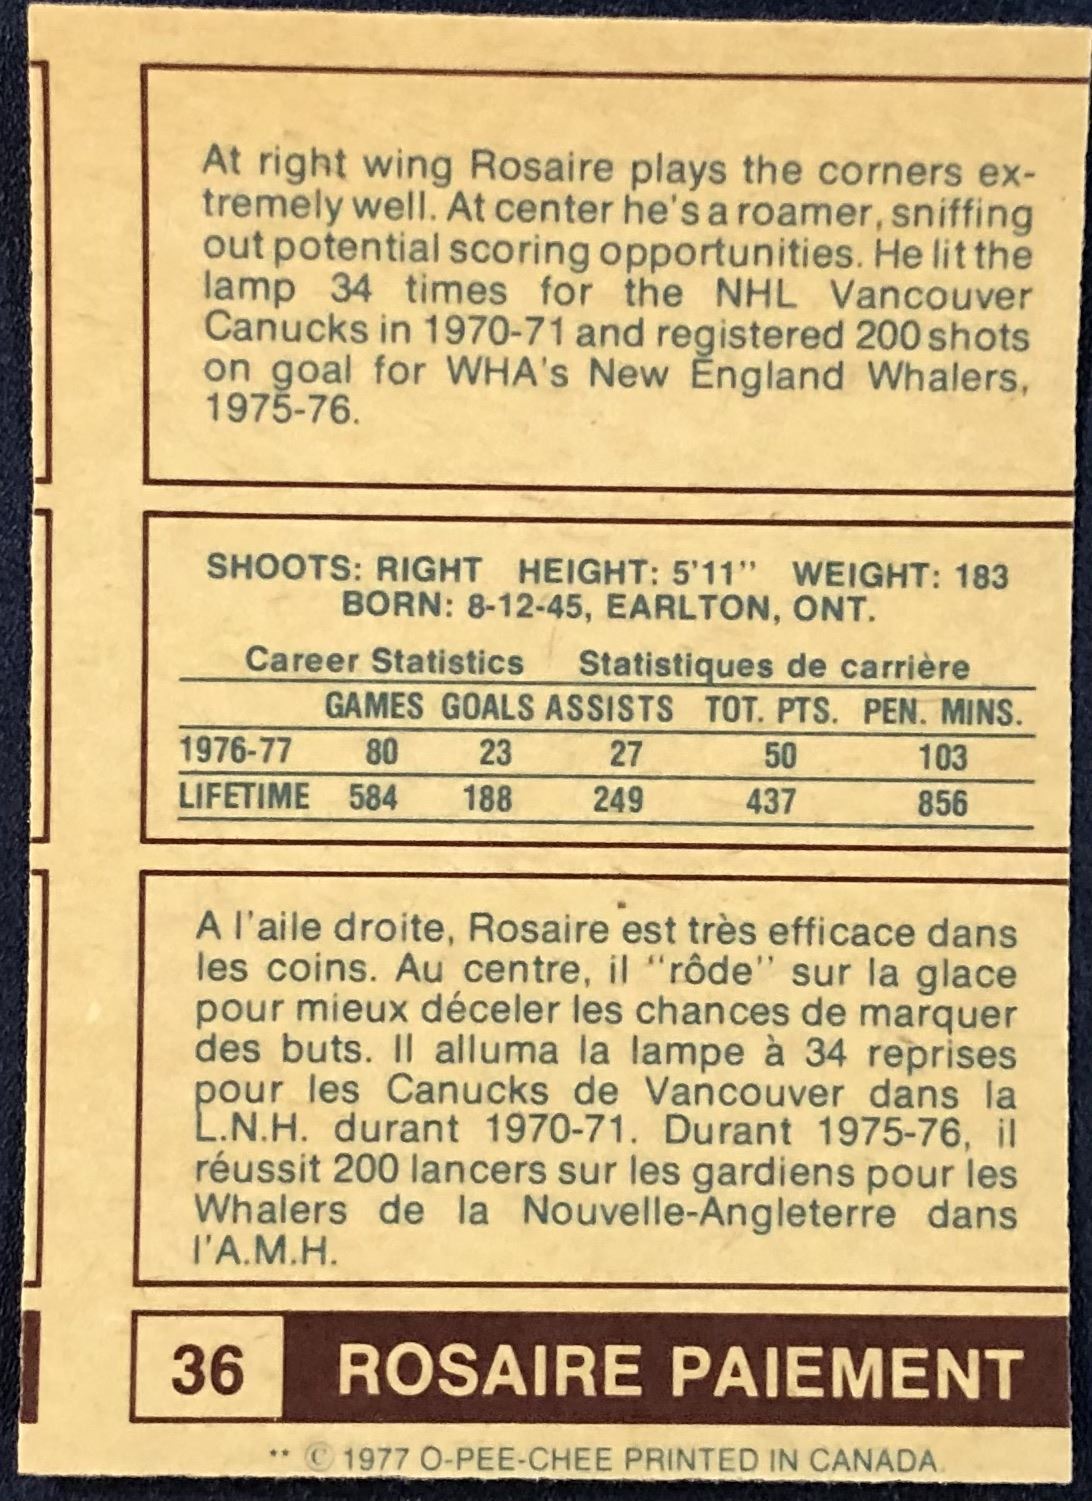 At right wing Rosaire plays the corners ex-
tremely well. At center he's a roamer, sniffing
out potential scoring opportunities. He lit the
lamp 34 times for the NHL Vancouver
Canucks in 1970-71 and registered 200 shots
on goal for WHA's New England Whalers,
1975-76.
SHOOTS: RIGHT HEIGHT: 5'11" WEIGHT: 183
BORN: 8-12-45, EARLTON, ONT.
Career Statistics Statistiques de carrière
GAMES GOALS ASSISTS TOT. PTS. PEN. MINS.
1976-77 80 23 27 50 103
LIFETIME 584 188 249 437 856
A l'aile droite, Rosaire est très efficace dans
les coins. Au centre, il "rôde" sur la glace
pour mieux déceler les chances de marquer
des buts. Il alluma la lampe à 34 reprises
pour les Canucks de Vancouver dans la
L.N.H. durant 1970-71. Durant 1975-76, il
réussit 200 lancers sur les gardiens pour les
Whalers de la Nouvelle-Angleterre dans
l'A.M.H.
36 ROSAIRE PAIEMENT
** © 1977 O-PEE-CHEE PRINTED IN CANADA